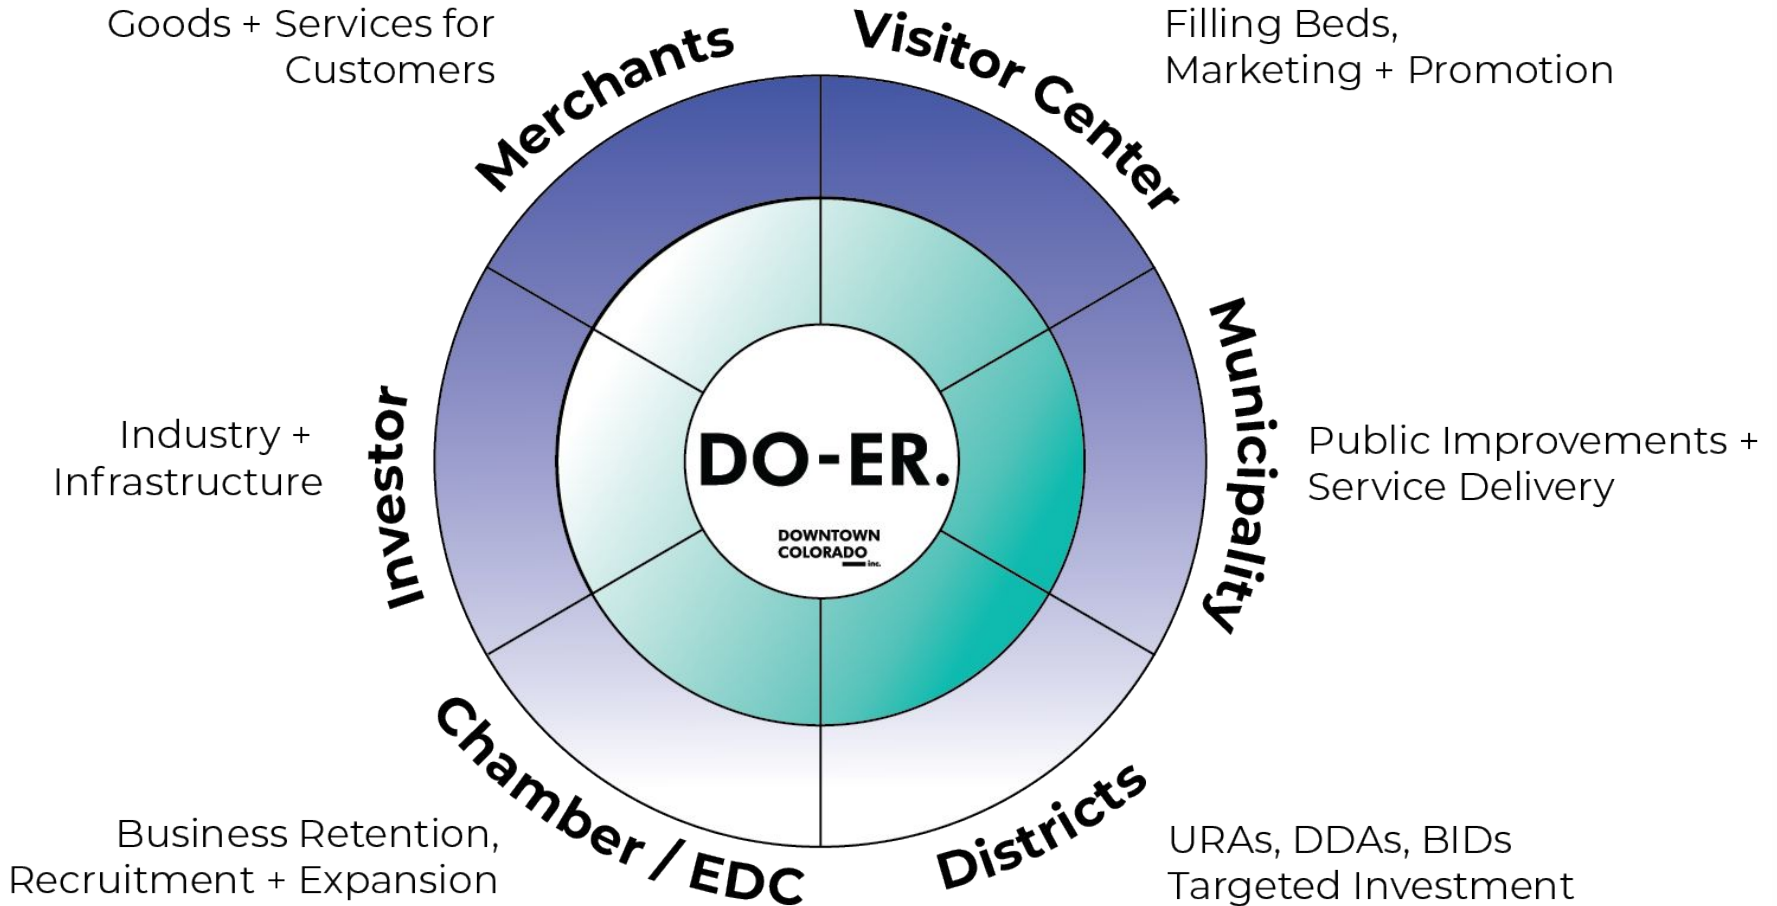 Goods + Services for
Customers
Merchants
Visitor Center
Filling Beds,
Marketing + Promotion
Industry +
Infrastructure
Investor
DO-ER.
DOWNTOWN
COLORADO
inc.
Municipality
Public Improvements +
Service Delivery
Business Retention,
Recruitment + Expansion
Chamber / EDC
Districts
URAs, DDAs, BIDs
Targeted Investment